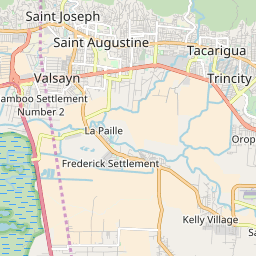 Saint Joseph
Saint Augustine
Tacarigua
Valsayn
Trincity
amboo Settlement
Number 2
La Paille
Orop
Frederick Settlement
Kelly Village
Sa